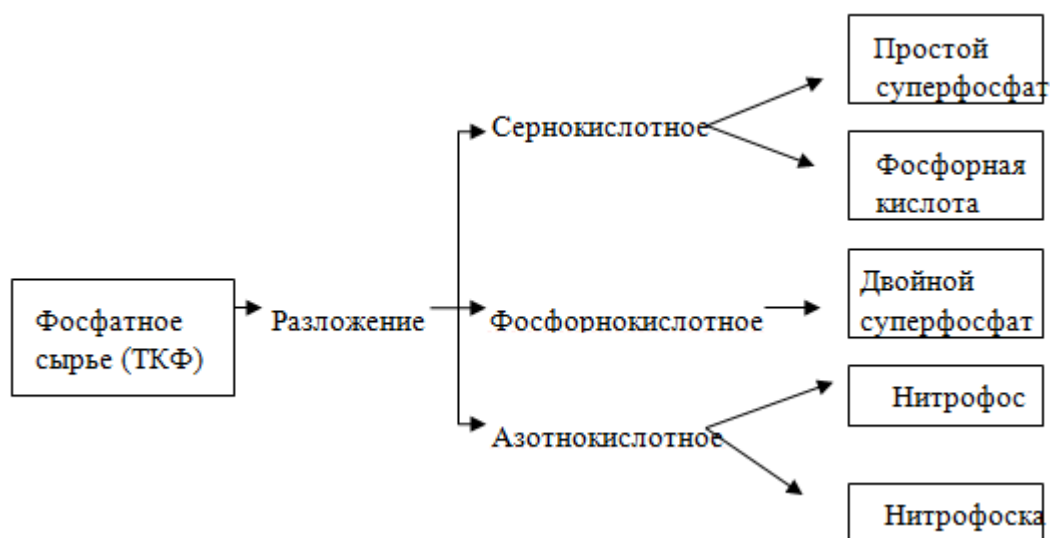 Простой
суперфосфат
Сернокислотное
Фосфорная
кислота
Фосфатное
сырье (ТКФ)
Разложение
Фосфорнокислотное
Двойной
суперфосфат
Азотнокислотное
Нитрофос
Нитрофоска